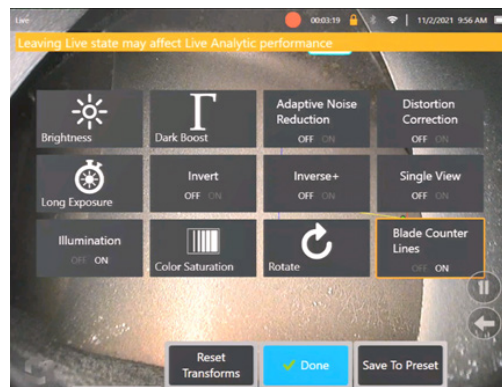 Live 00:03:19 11/2/2021 9:56 AM
Leaving Live state may affect Live Analytic performance
Brightness
Dark Boost
Adaptive Noise
Reduction
OFF ON
Distortion
Correction
OFF ON
Long Exposure
Invert
OFF ON
Inverse+
OFF ON
Single View
OFF ON
Illumination
OFF ON
Color Saturation
Rotate
Blade Counter
Lines
OFF ON
Reset
Transforms
Done
Save To Preset